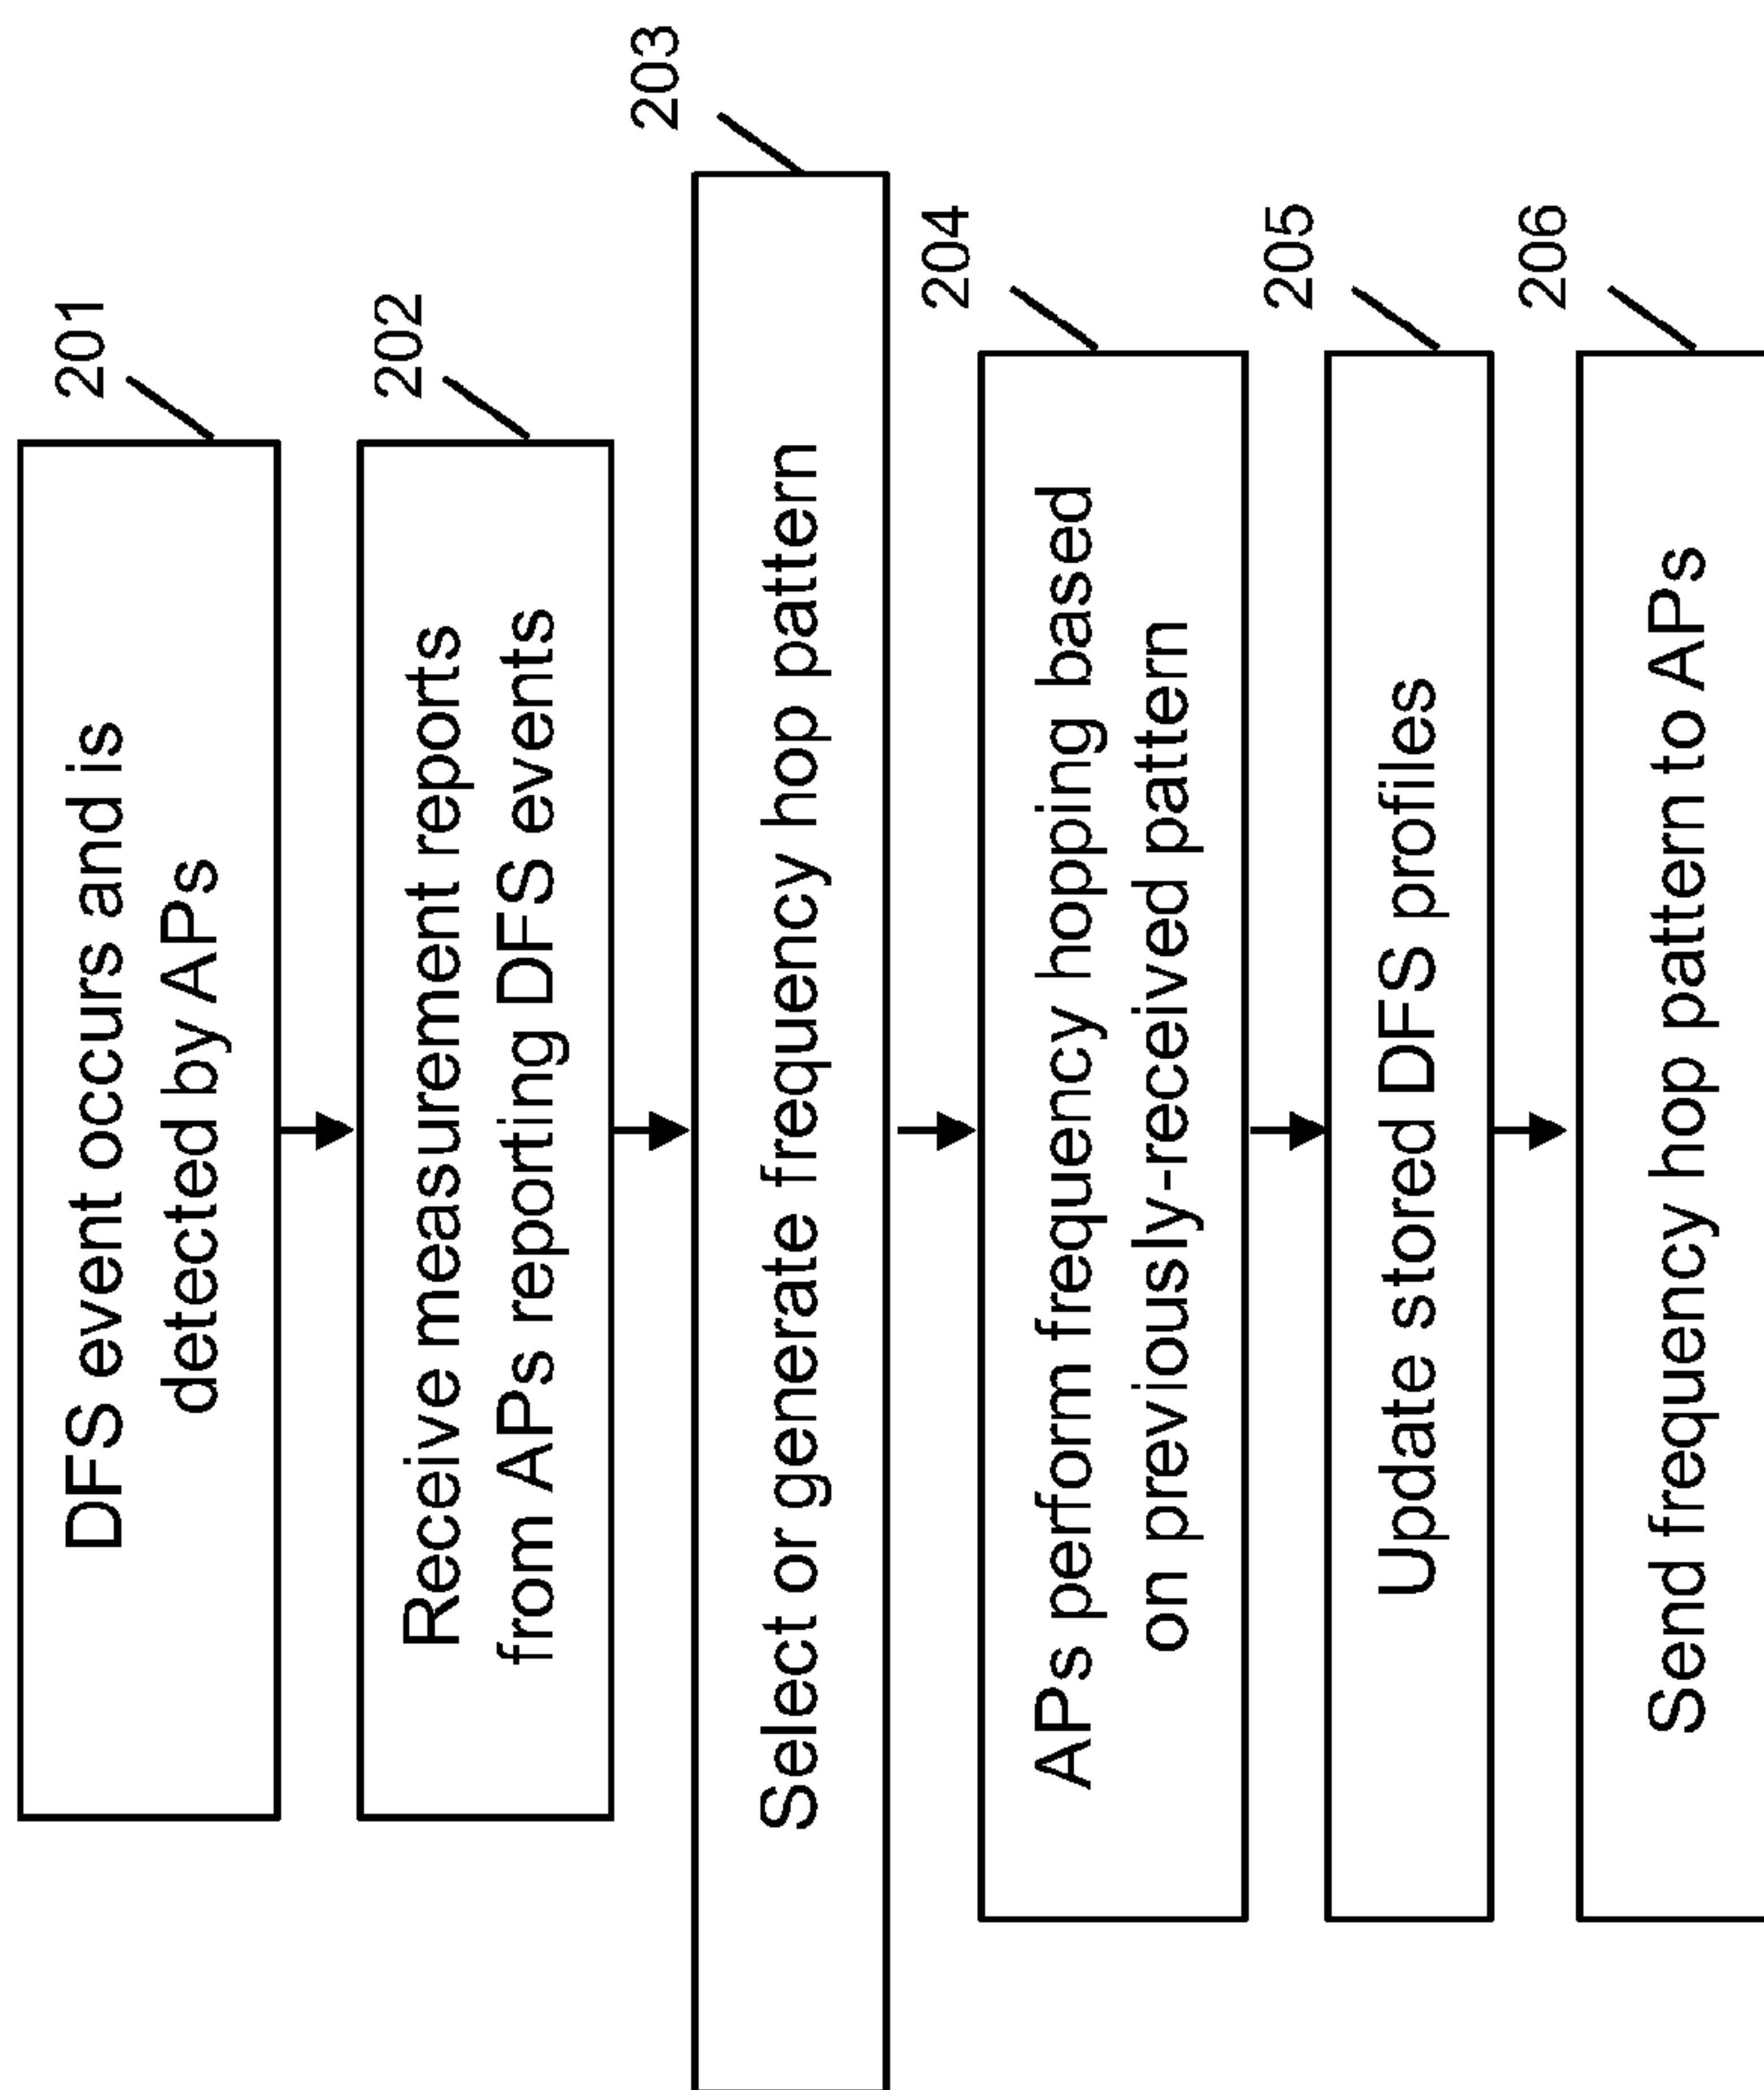 201
DFS event occurs and is
detected by APs
202
Receive measurement reports
from APs reporting DFS events
203
Select or generate frequency hop pattern
204
APs perform frequency hopping based
on previously-received pattern
205
Update stored DFS profiles
206
Send frequency hop pattern to APs